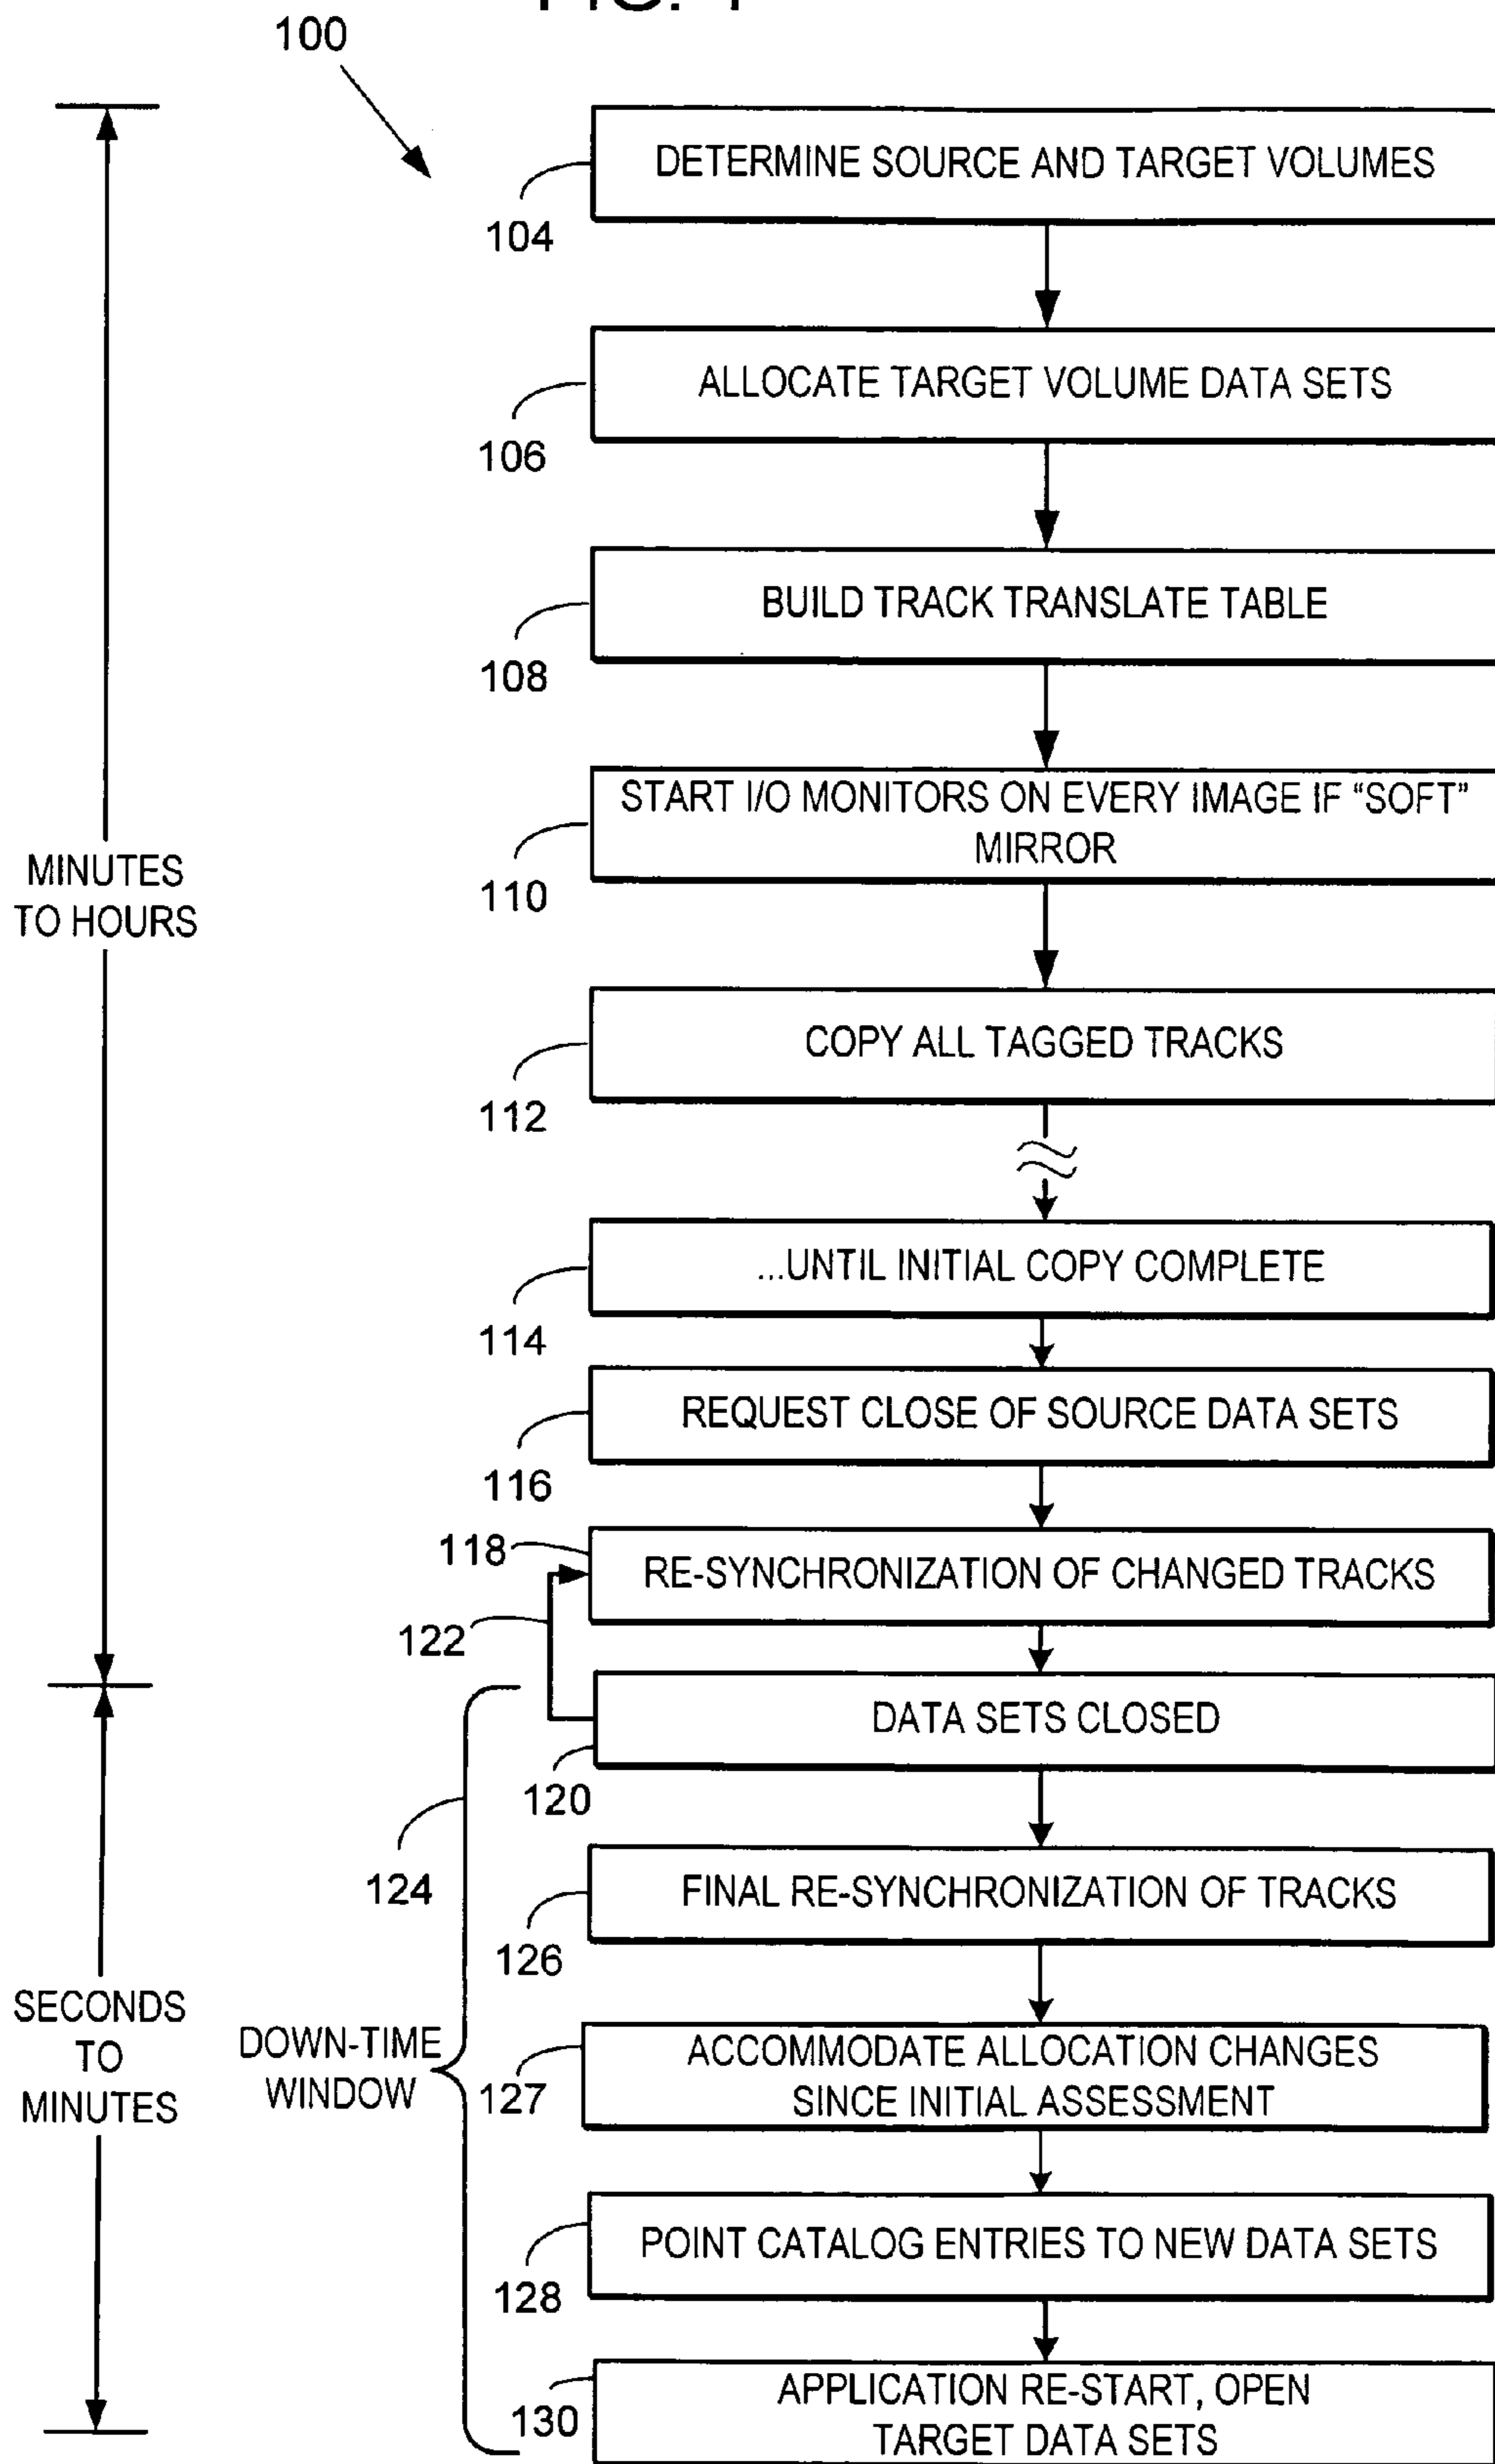 FIG. 1
100
DETERMINE SOURCE AND TARGET VOLUMES
104
ALLOCATE TARGET VOLUME DATA SETS
106
BUILD TRACK TRANSLATE TABLE
108
START I/O MONITORS ON EVERY IMAGE IF “SOFT”
MIRROR
110
MINUTES
TO HOURS
COPY ALL TAGGED TRACKS
112
...UNTIL INITIAL COPY COMPLETE
114
REQUEST CLOSE OF SOURCE DATA SETS
116
118
RE-SYNCHRONIZATION OF CHANGED TRACKS
122
DATA SETS CLOSED
120
124
FINAL RE-SYNCHRONIZATION OF TRACKS
126
SECONDS
TO
MINUTES
DOWN-TIME
WINDOW
ACCOMMODATE ALLOCATION CHANGES
SINCE INITIAL ASSESSMENT
127
POINT CATALOG ENTRIES TO NEW DATA SETS
128
APPLICATION RE-START, OPEN
TARGET DATA SETS
130